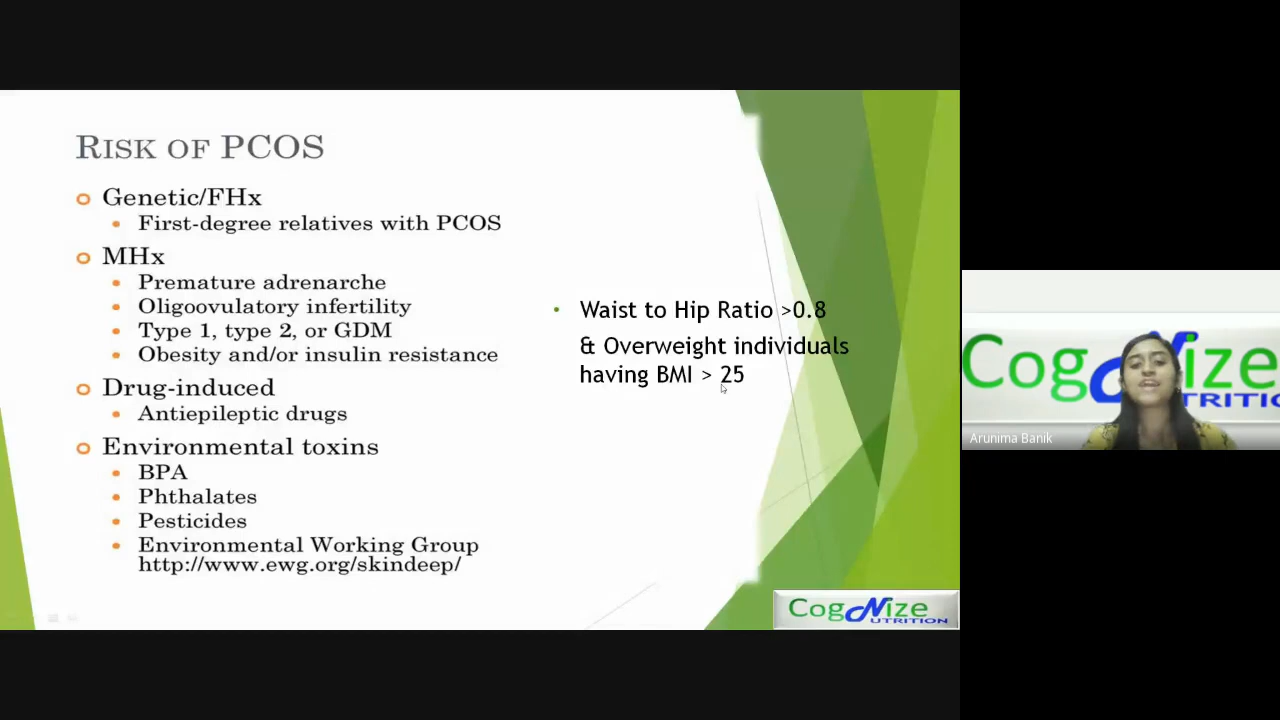 RISK OF PCOS
Genetic/FHx
First-degree relatives with PCOS
MHx
Premature adrenarche
Oligoovulatory infertility
Type 1, type 2, or GDM
Obesity and/or insulin resistance
Drug-induced
Antiepileptic drugs
Environmental toxins
BPA
Phthalates
Pesticides
Environmental Working Group
http://www.ewg.org/skindeep/
• Waist to Hip Ratio >0.8
& Overweight individuals
having BMI > 25
CogNize
NUTRITION
CogNize
NUTRITION
Arunima Banik